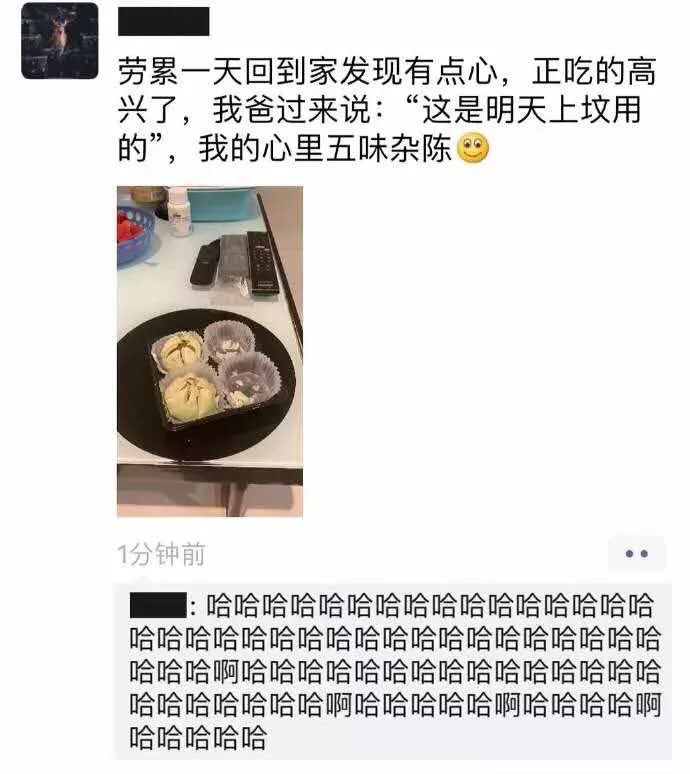 劳累一天回到家发现有点心，正吃的高
兴了，我爸过来说：“这是明天上坟用
的”，我的心里五味杂陈
1分钟前
：哈哈哈哈哈哈哈哈哈哈哈哈哈哈哈哈
哈哈哈哈哈哈哈哈哈哈哈哈哈哈哈哈哈哈哈
哈哈哈啊哈哈哈哈哈哈哈哈哈哈哈哈哈哈哈
哈哈哈哈哈哈哈啊哈哈哈哈哈啊哈哈哈哈啊
哈哈哈哈哈